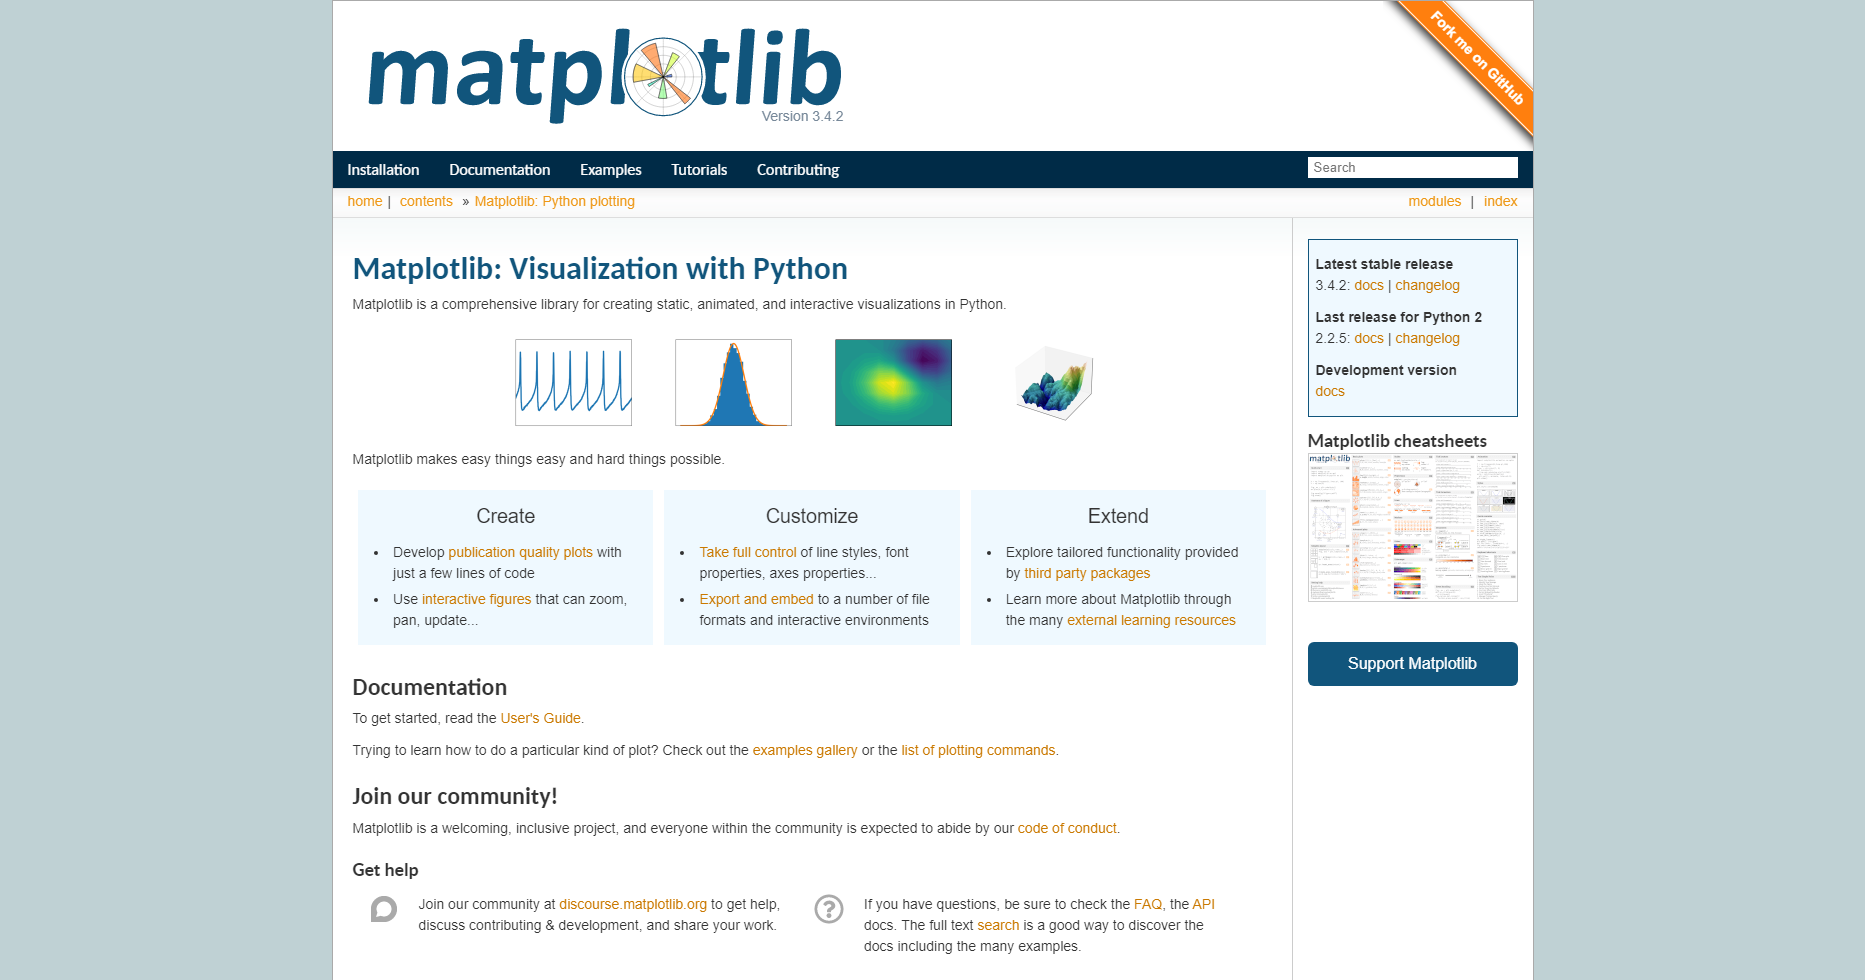 matplotlib
Version 3.4.2
Fork me on GitHub
Installation Documentation Examples Tutorials Contributing Search
home | contents » Matplotlib: Python plotting modules | index
Matplotlib: Visualization with Python
Matplotlib is a comprehensive library for creating static, animated, and interactive visualizations in Python.
Matplotlib makes easy things easy and hard things possible.
Create
Develop publication quality plots with
just a few lines of code
Use interactive figures that can zoom,
pan, update...
Customize
Take full control of line styles, font
properties, axes properties...
Export and embed to a number of file
formats and interactive environments
Extend
Explore tailored functionality provided
by third party packages
Learn more about Matplotlib through
the many external learning resources
Documentation
To get started, read the User's Guide.
Trying to learn how to do a particular kind of plot? Check out the examples gallery or the list of plotting commands.
Join our community!
Matplotlib is a welcoming, inclusive project, and everyone within the community is expected to abide by our code of conduct.
Get help
Join our community at discourse.matplotlib.org to get help,
discuss contributing & development, and share your work.
If you have questions, be sure to check the FAQ, the API
docs. The full text search is a good way to discover the
docs including the many examples.
Latest stable release
3.4.2: docs | changelog
Last release for Python 2
2.2.5: docs | changelog
Development version
docs
Matplotlib cheatsheets
matplotlib
Support Matplotlib